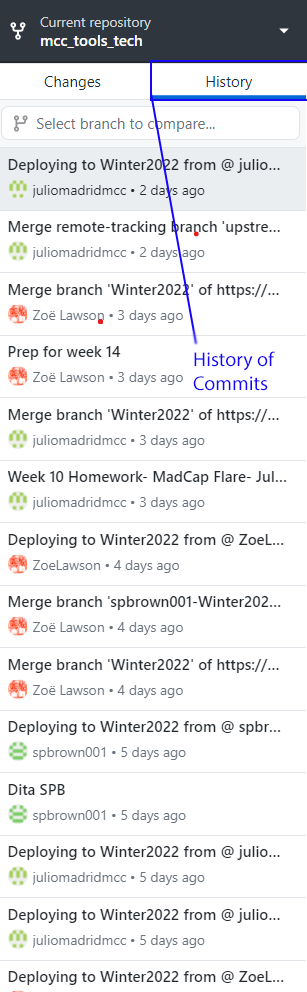 Current repository
mcc_tools_tech
Changes
History
Select branch to compare...
Deploying to Winter2022 from @ julio...
juliomadridmcc • 2 days ago
Merge remote-tracking branch 'upstre...
juliomadridmcc • 2 days ago
Merge branch 'Winter2022' of https://...
Zoë Lawson • 3 days ago
Prep for week 14
Zoë Lawson • 3 days ago
History of
Commits
Merge branch 'Winter2022' of https://...
juliomadridmcc • 3 days ago
Week 10 Homework- MadCap Flare- Jul...
juliomadridmcc • 3 days ago
Deploying to Winter2022 from @ ZoeL...
ZoeLawson • 4 days ago
Merge branch 'spbrown001-Winter202...
Zoë Lawson • 4 days ago
Merge branch 'Winter2022' of https://...
Zoë Lawson • 4 days ago
Deploying to Winter2022 from @ spbr...
spbrown001 • 5 days ago
Dita SPB
spbrown001 • 5 days ago
Deploying to Winter2022 from @ julio...
juliomadridmcc • 5 days ago
Deploying to Winter2022 from @ julio...
juliomadridmcc • 5 days ago
Deploying to Winter2022 from @ ZoeL...